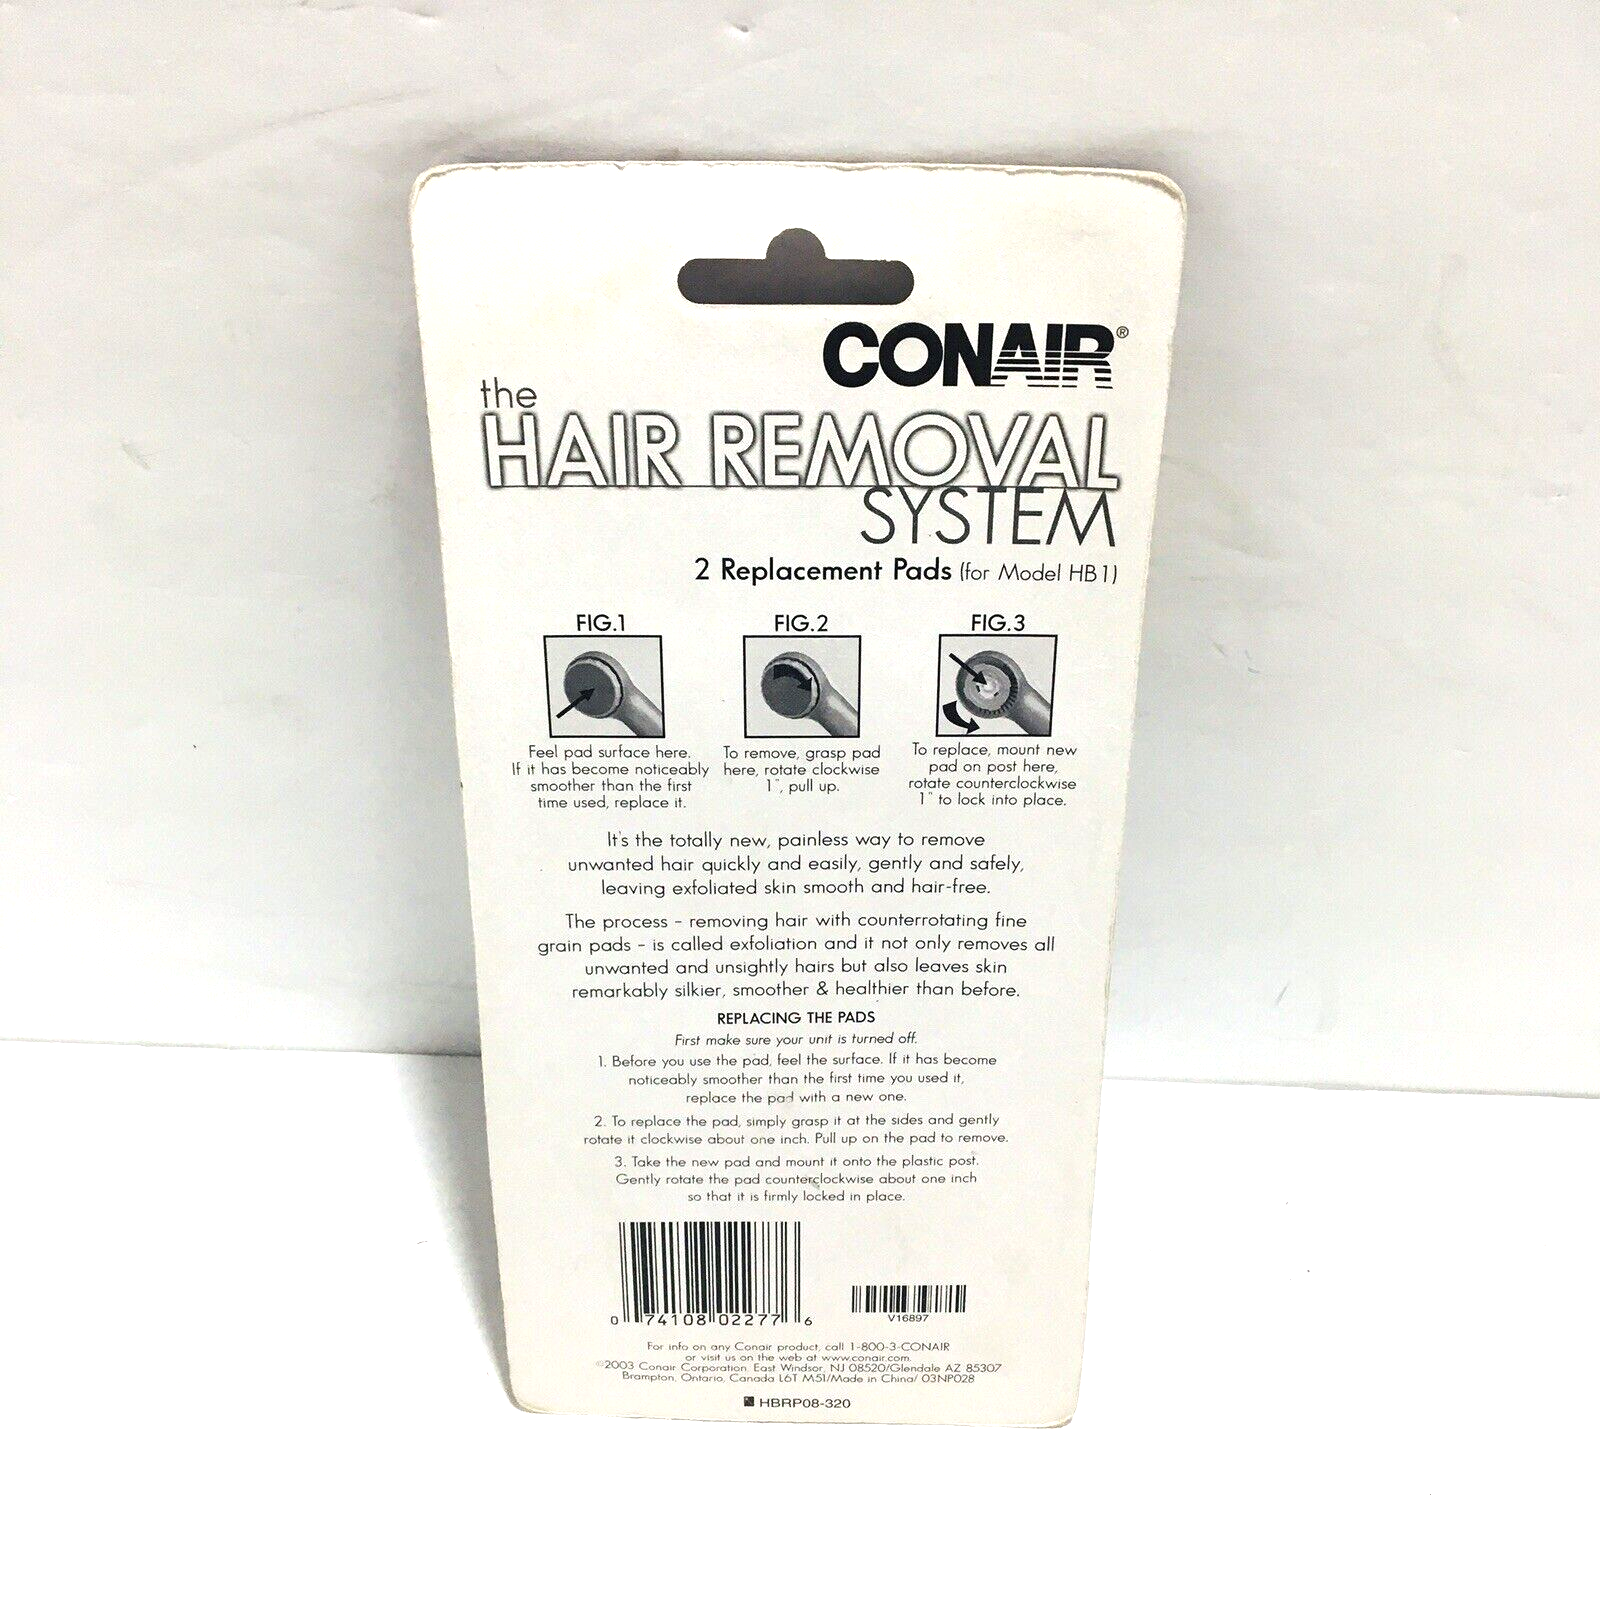 CONAIR®
the
HAIR REMOVAL
SYSTEM
2 Replacement Pads (for Model HB1)
FIG.1
Feel pad surface here.
If it has become noticeably
smoother than the first
time used, replace it.
FIG.2
To remove, grasp pad
here, rotate clockwise
1", pull up.
FIG.3
To replace, mount new
pad on post here,
rotate counterclockwise
1" to lock into place.
It's the totally new, painless way to remove
unwanted hair quickly and easily, gently and safely,
leaving exfoliated skin smooth and hair-free.
The process - removing hair with counterrotating fine
grain pads - is called exfoliation and it not only removes all
unwanted and unsightly hairs but also leaves skin
remarkably silkier, smoother & healthier than before.
REPLACING THE PADS
First make sure your unit is turned off.
1. Before you use the pad, feel the surface. If it has become
noticeably smoother than the first time you used it,
replace the pad with a new one.
2. To replace the pad, simply grasp it at the sides and gently
rotate it clockwise about one inch. Pull up on the pad to remove.
3. Take the new pad and mount it onto the plastic post.
Gently rotate the pad counterclockwise about one inch
so that it is firmly locked in place.
0 74108 02277 6
V16897
For info on any Conair product, call 1-800-3-CONAIR
or visit us on the web at www.conair.com.
©2003 Conair Corporation, East Windsor, NJ 08520/Glendale AZ 85307
Brampton, Ontario, Canada L6T M51/Made in China/ 03NP028
HBRP08-320